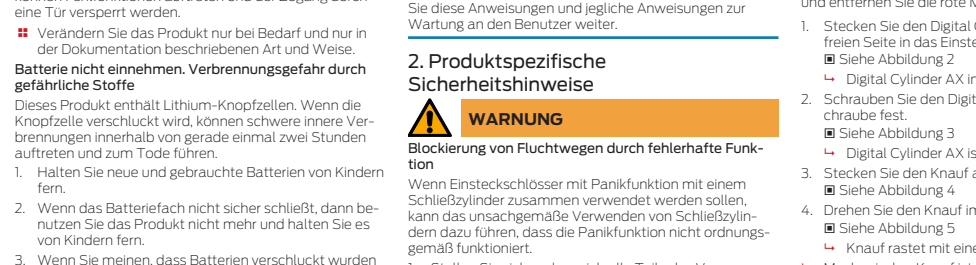 eine Tür versperrt werden.
Verändern Sie das Produkt nur bei Bedarf und nur in
der Dokumentation beschriebenen Art und Weise.
Batterie nicht einnehmen. Verbrennungsgefahr durch
gefährliche Stoffe
Dieses Produkt enthält Lithium-Knopfzellen. Wenn die
Knopfzelle verschluckt wird, können schwere innere Ver-
brennungen innerhalb von gerade einmal zwei Stunden
auftreten und zum Tode führen.
1. Halten Sie neue und gebrauchte Batterien von Kindern
fern.
2. Wenn das Batteriefach nicht sicher schließt, dann be-
nutzen Sie das Produkt nicht mehr und halten Sie es
von Kindern fern.
3. Wenn Sie meinen, dass Batterien verschluckt wurden
Sie diese Anweisungen und jegliche Anweisungen zur
Wartung an den Benutzer weiter.
2. Produktspezifische
Sicherheitshinweise
WARNUNG
Blockierung von Fluchtwegen durch fehlerhafte Funk-
tion
Wenn Einsteckschlösser mit Panikfunktion mit einem
Schließzylinder zusammen verwendet werden sollen,
kann das unsachgemäße Verwenden von Schließzylin-
dern dazu führen, dass die Panikfunktion nicht ordnungs-
gemäß funktioniert.
und entfernen Sie die rote
1. Stecken Sie den Digital
freien Seite in das Einste
Siehe Abbildung 2
Digital Cylinder AX in
2. Schrauben Sie den Digit
chraube fest.
Siehe Abbildung 3
Digital Cylinder AX is
3. Stecken Sie den Knauf a
Siehe Abbildung 4
4. Drehen Sie den Knauf im
Siehe Abbildung 5
Knauf rastet mit eine